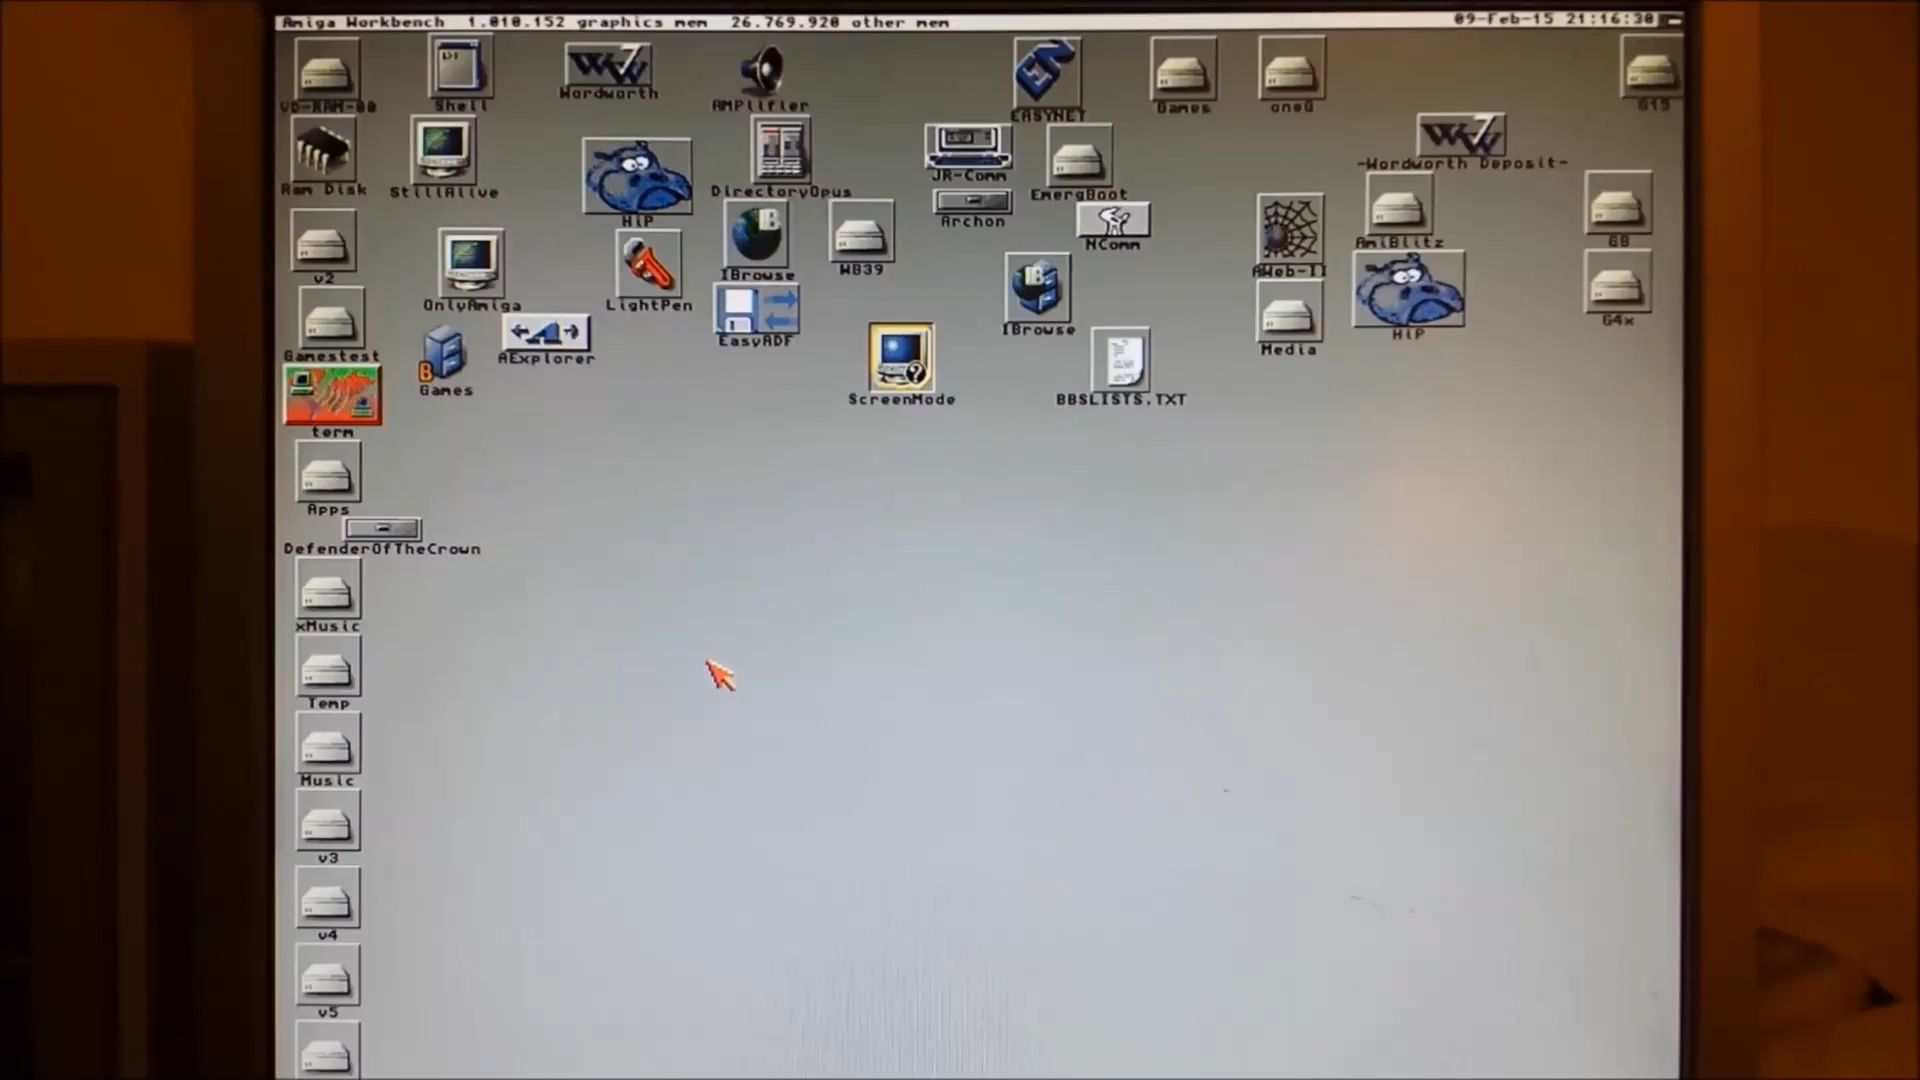 Amiga Workbench 1.010.152 graphics mem 26.769.920 other mem 09-Feb-15 21:16:30
VD-RAM-00
Shell
Wordworth
AMPlifier
EASYNET
Games
oneG
G15
Ram Disk
StillAlive
HiP
DirectoryOpus
JR-Comm
EmergBoot
-Wordworth Deposit-
Archon
NComm
AmiBlitz
G8
v2
OnlyAmiga
LightPen
IBrowse
WB39
IBrowse
AWeb-II
HiP
G4x
Gamestest
Games
AExplorer
EasyADF
ScreenMode
BBSLISTS.TXT
Media
term
Apps
DefenderOfTheCrown
xMusic
Temp
Music
v3
v4
v5